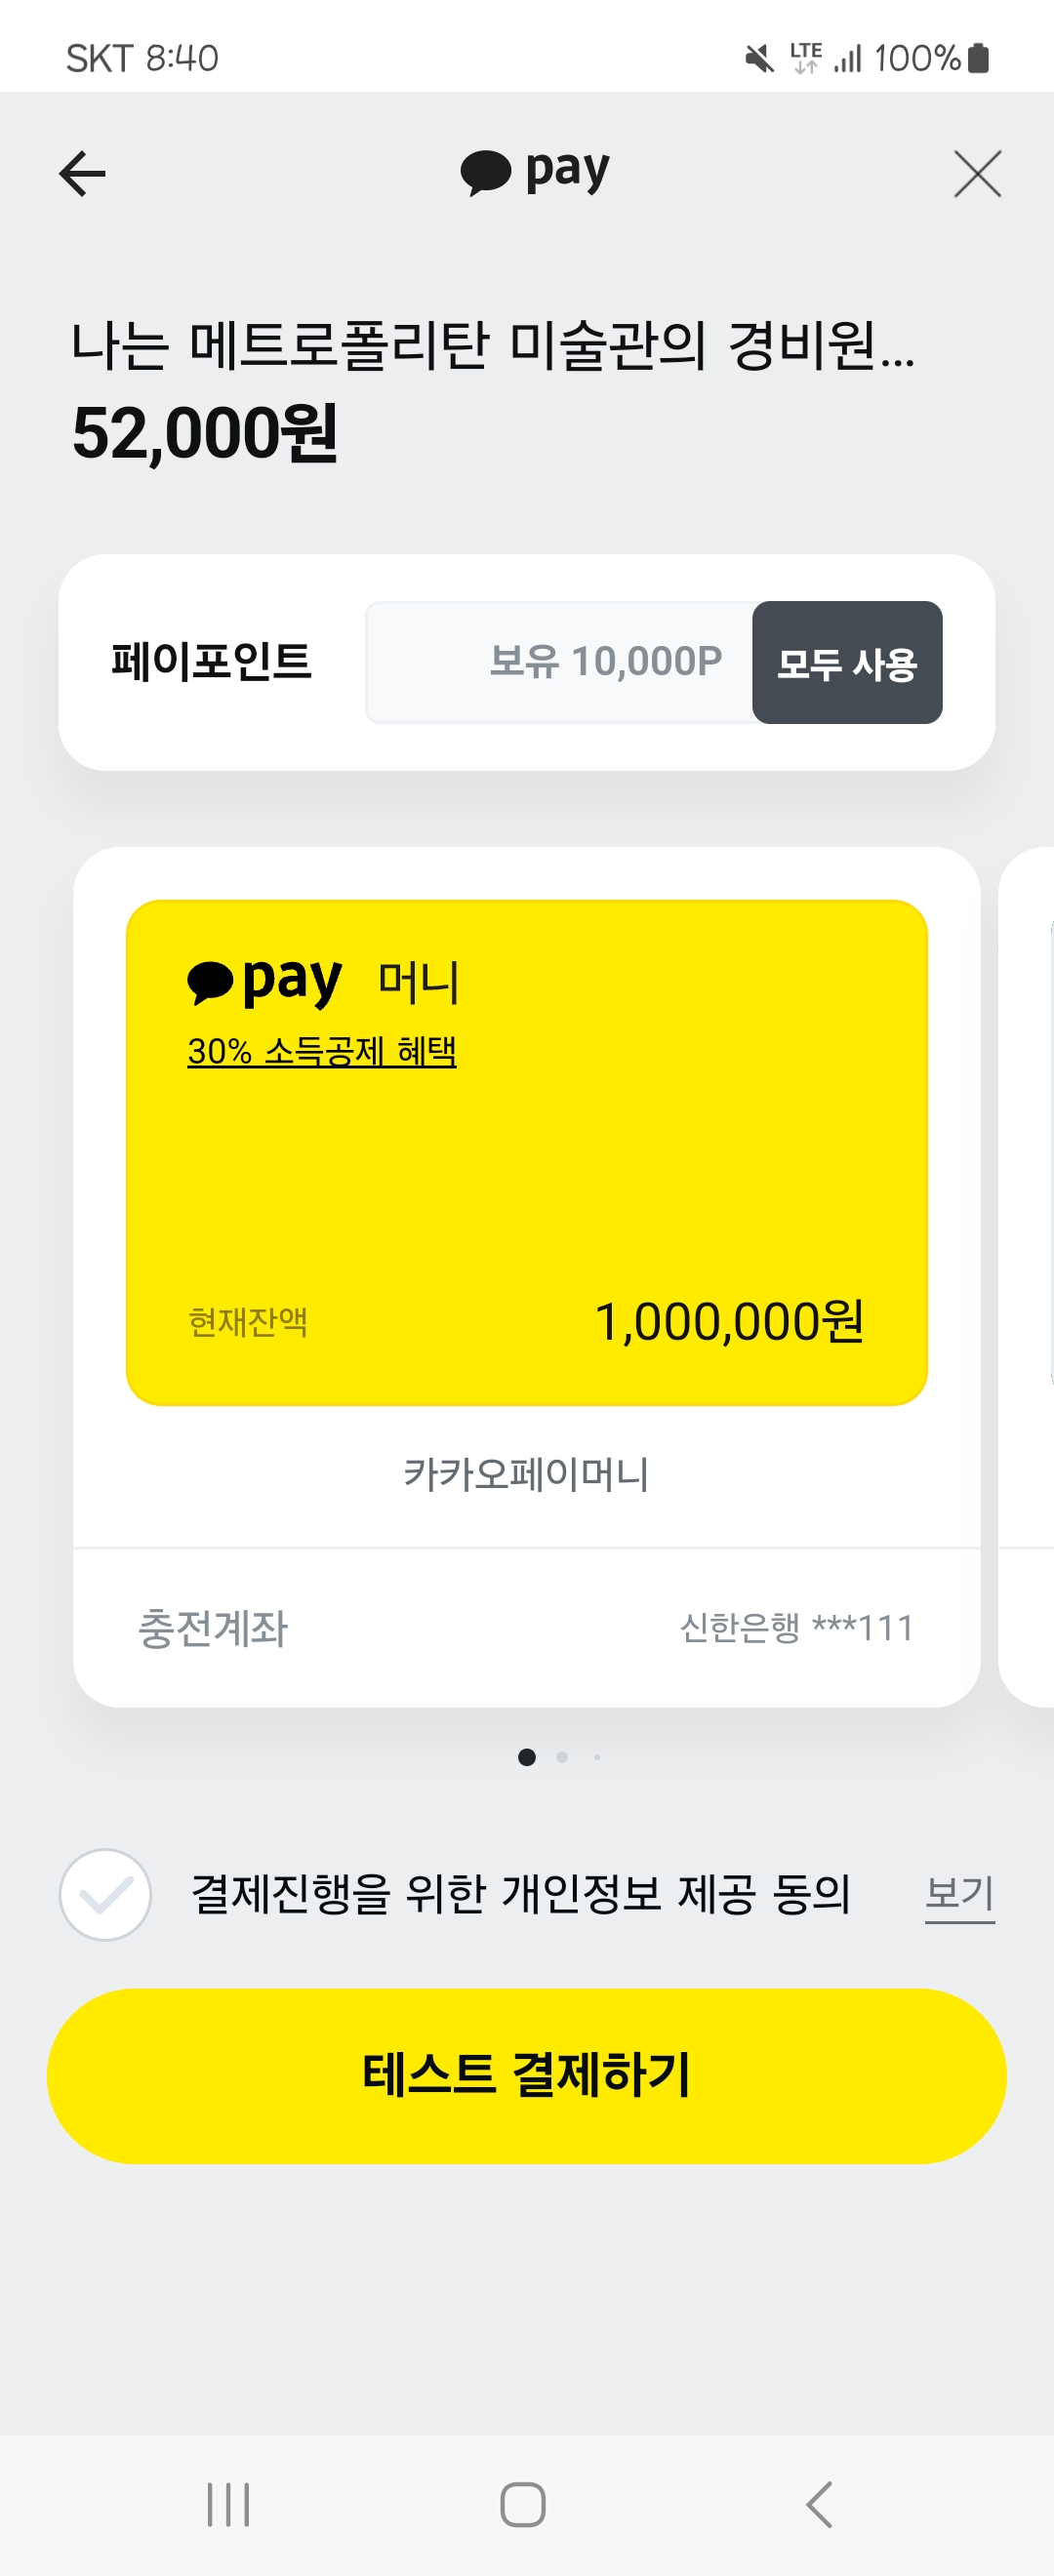 SKT 8:40 LTE 100%
pay
나는 메트로폴리탄 미술관의 경비원...
52,000원
페이포인트 보유 10,000P 모두 사용
pay 머니
30% 소득공제 혜택
현재잔액 1,000,000원
카카오페이머니
충전계좌 신한은행 ***111
결제진행을 위한 개인정보 제공 동의 보기
테스트 결제하기